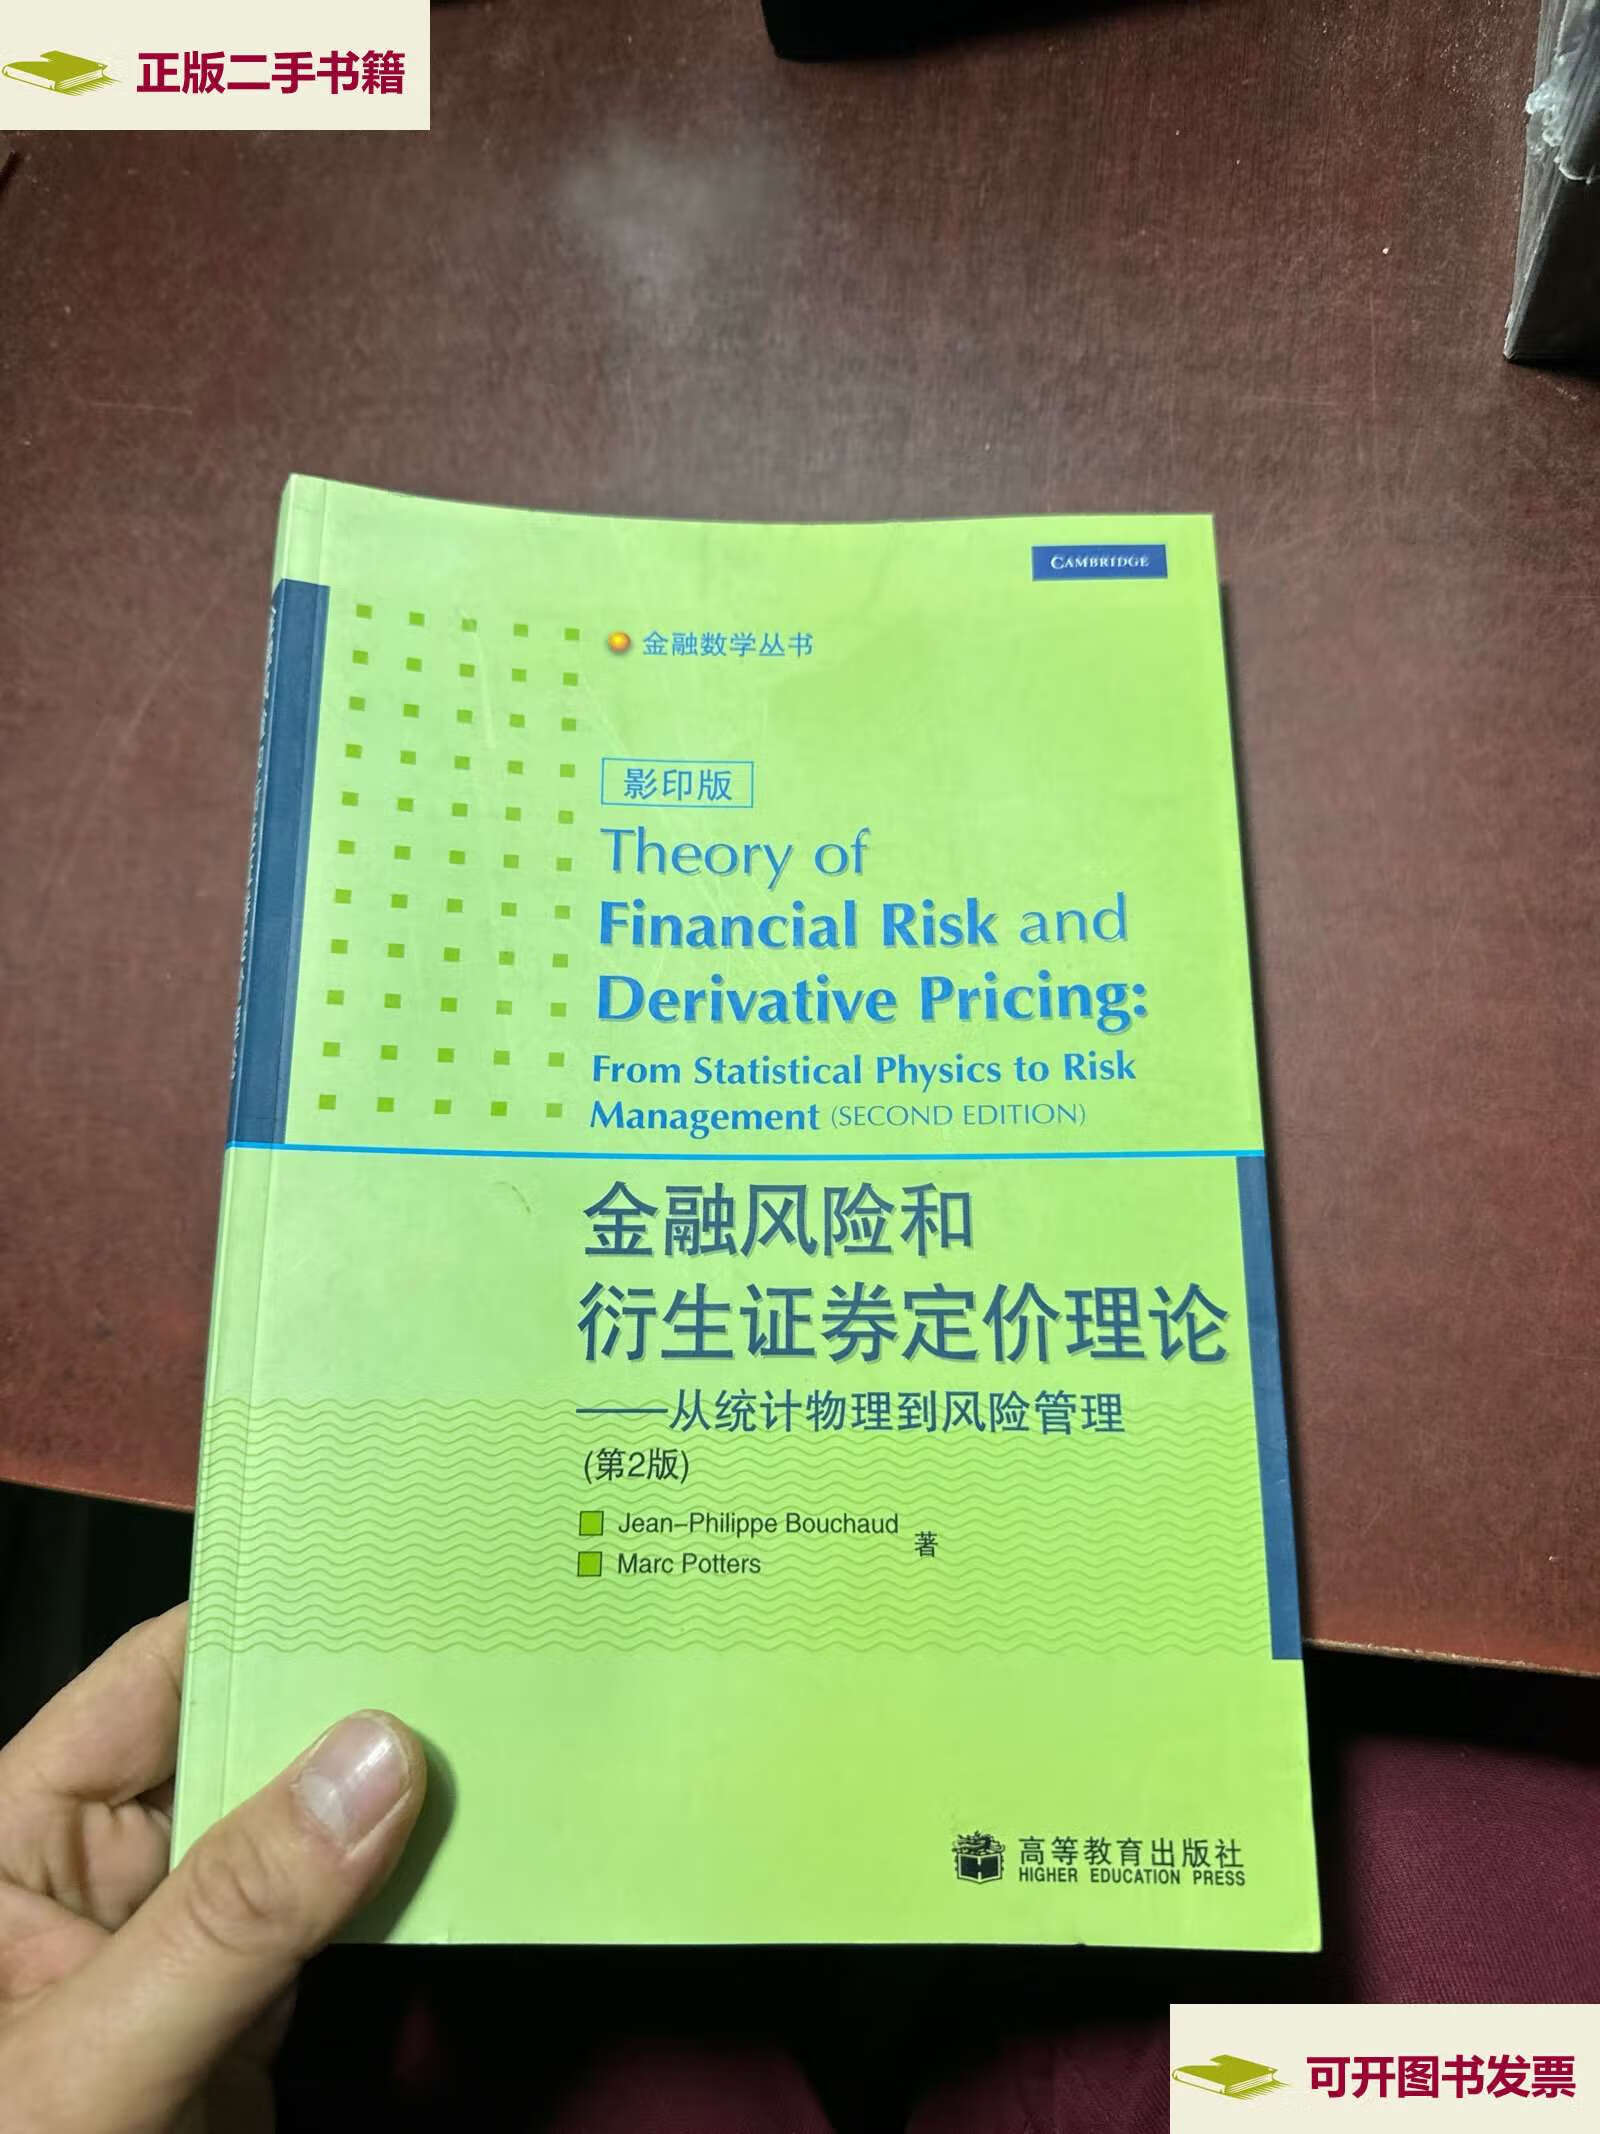 正版二手书籍
CAMBRIDGE
金融数学丛书
影印版
Theory of
Financial Risk and
Derivative Pricing:
From Statistical Physics to Risk
Management (SECOND EDITION)
金融风险和
衍生证券定价理论
——从统计物理到风险管理
(第2版)
Jean-Philippe Bouchaud
著
Marc Potters
高等教育出版社
HIGHER EDUCATION PRESS
可开图书发票